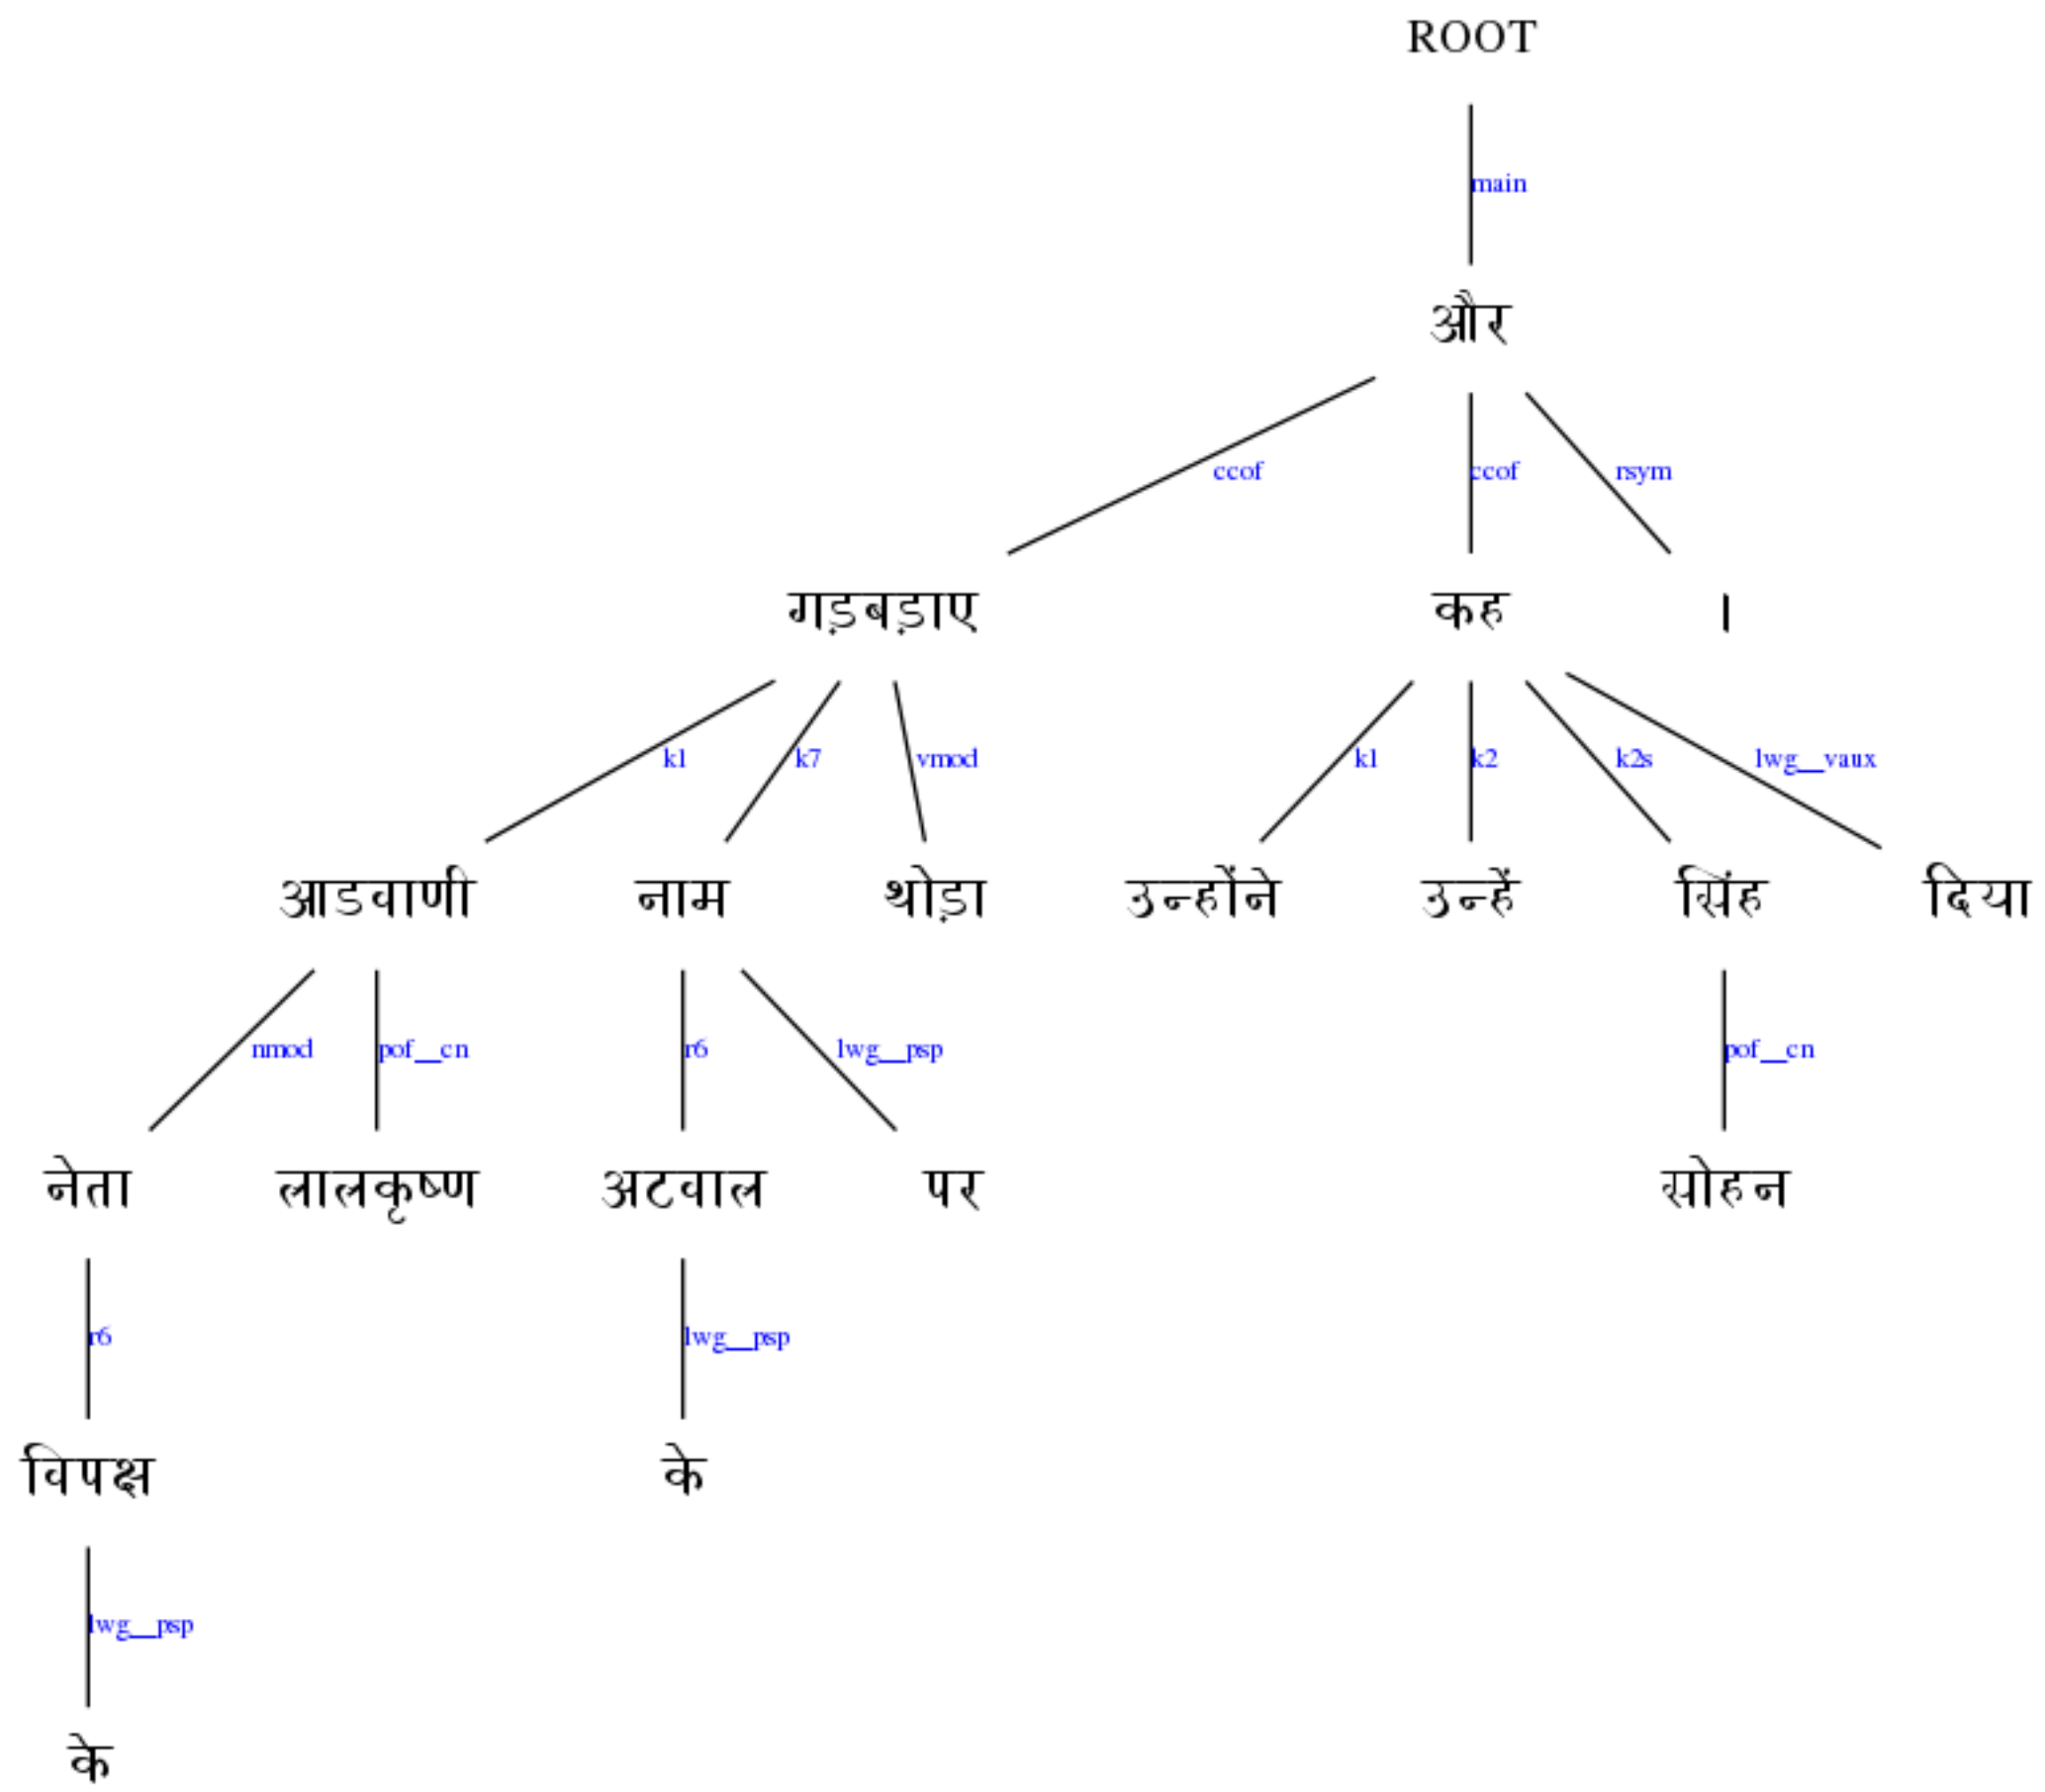 ROOT
main
और
ccof ccof rsym
गड़बड़ाए कह ।
k1 k7 vmod k1 k2 k2s lwg__vaux
आडवाणी नाम थोड़ा उन्होंने उन्हें सिंह दिया
nmod pof__cn r6 lwg__psp pof__cn
नेता लालकृष्ण अटवाल पर सोहन
r6 lwg__psp
विपक्ष के
lwg__psp
के